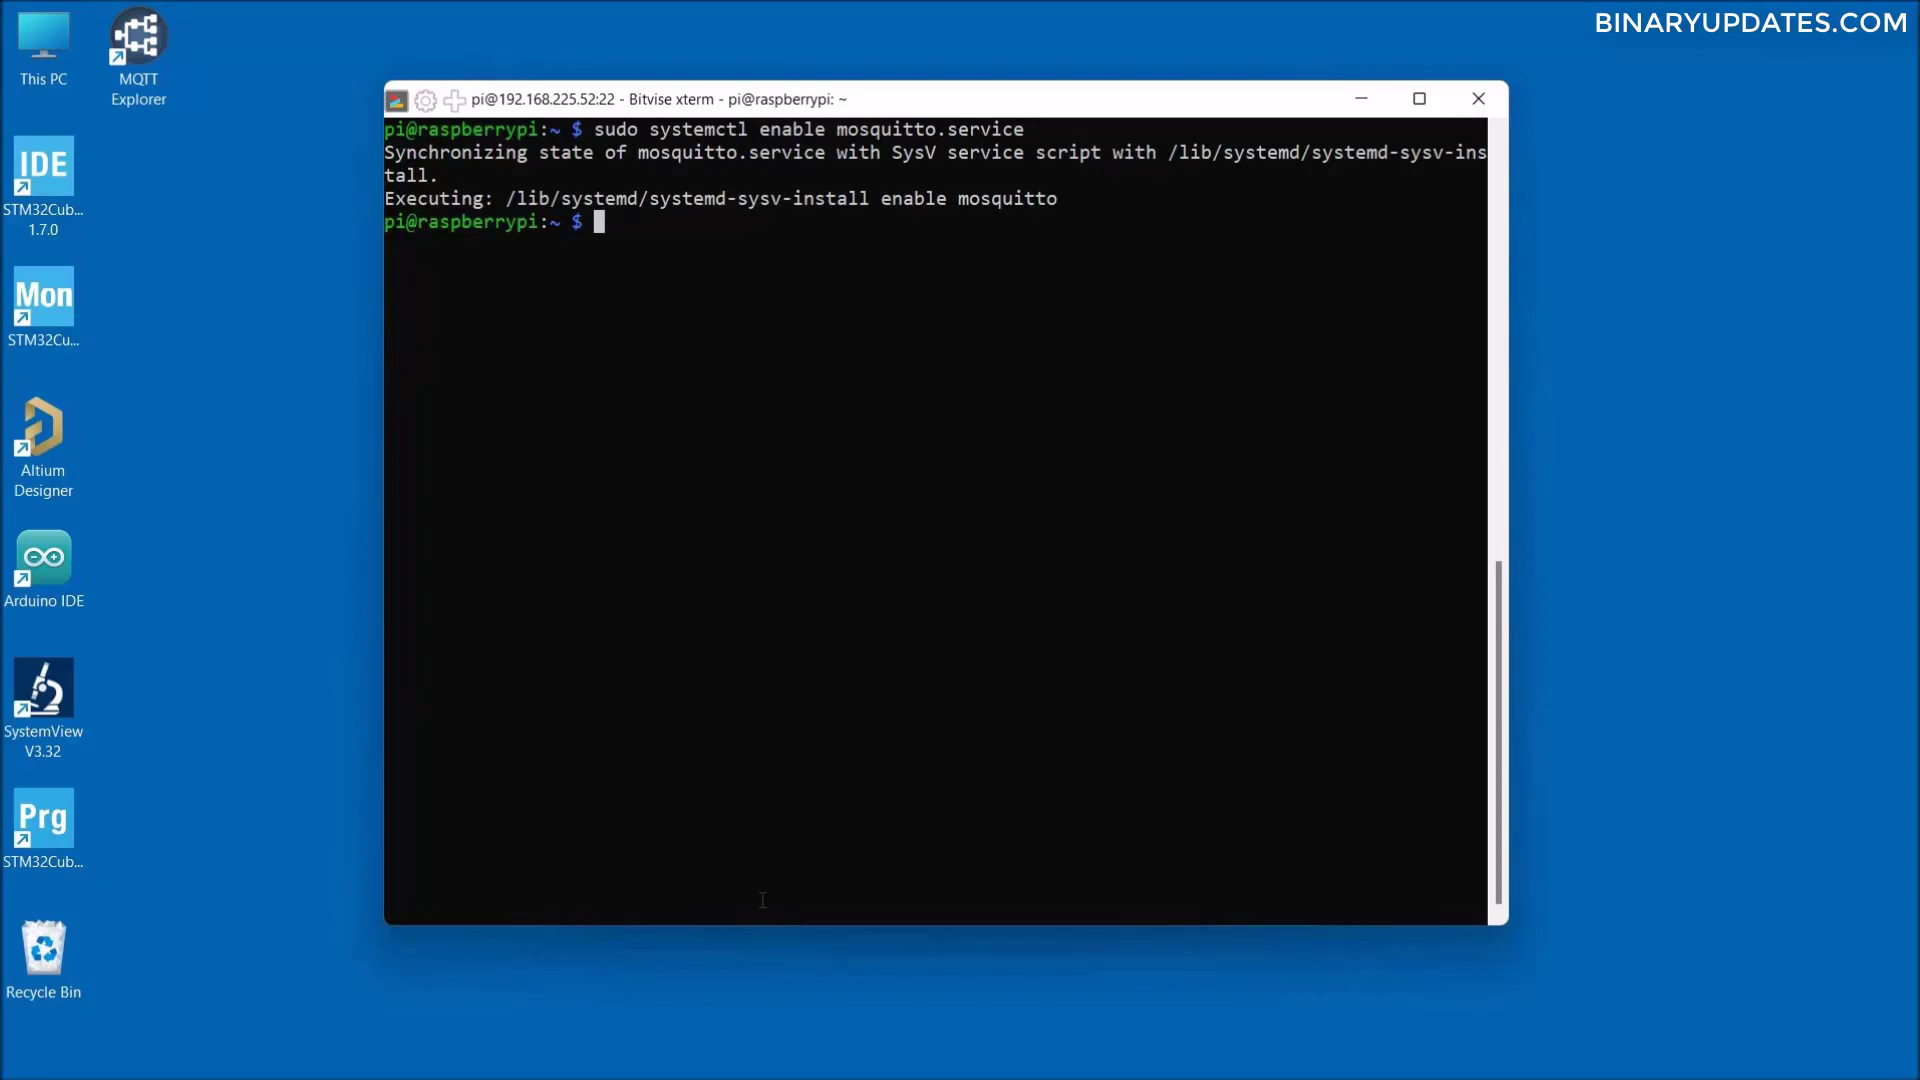 BINARYUPDATES.COM
This PC
MQTT
Explorer
IDE
STM32Cub...
1.7.0
Mon
STM32Cu...
Altium
Designer
Arduino IDE
SystemView
V3.32
Prg
STM32Cub...
Recycle Bin
pi@192.168.225.52:22 - Bitvise xterm - pi@raspberrypi: ~
pi@raspberrypi:~ $ sudo systemctl enable mosquitto.service
Synchronizing state of mosquitto.service with SysV service script with /lib/systemd/systemd-sysv-ins
tall.
Executing: /lib/systemd/systemd-sysv-install enable mosquitto
pi@raspberrypi:~ $